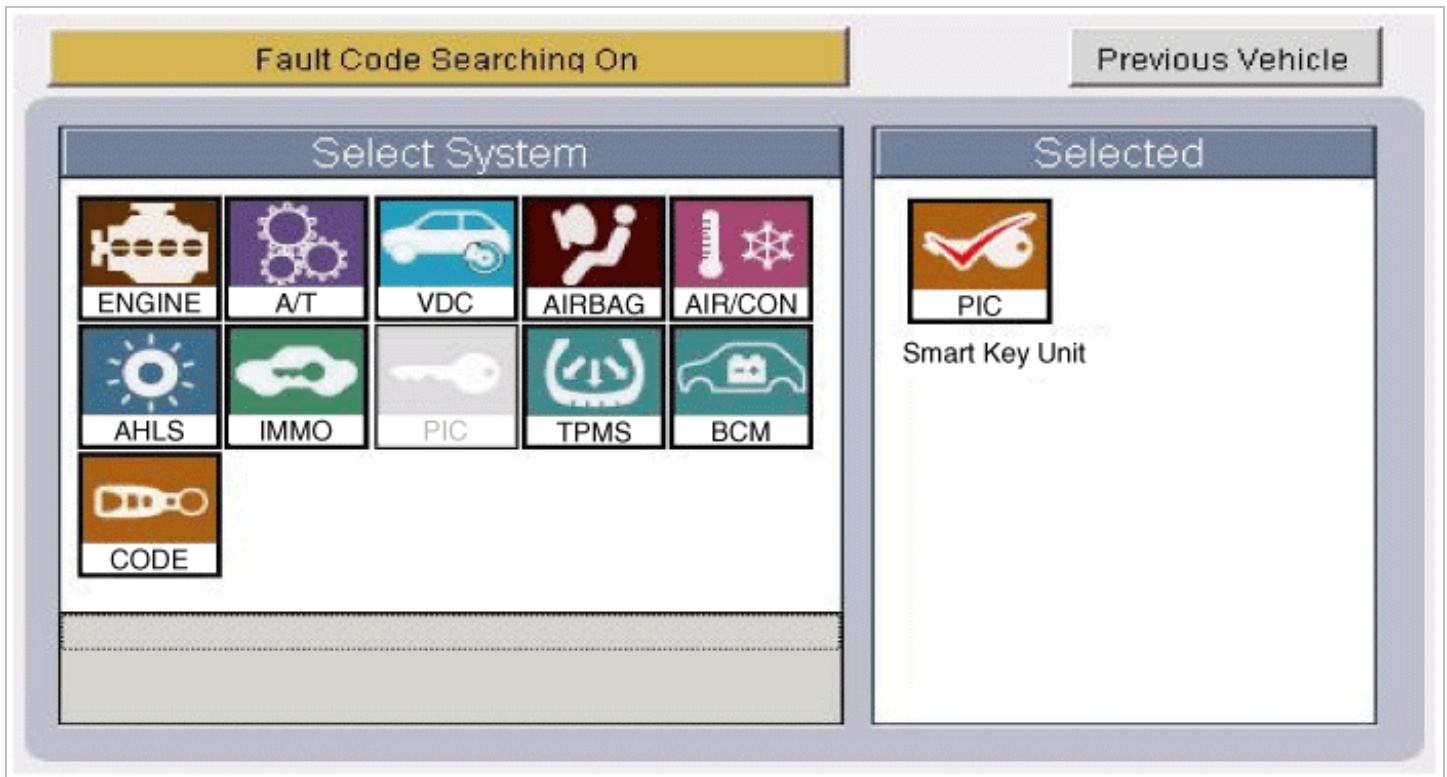 Fault Code Searching On
Previous Vehicle
Select System
Selected
ENGINE A/T VDC AIRBAG AIR/CON
PIC
Smart Key Unit
AHLS IMMO PIC TPMS BCM
CODE